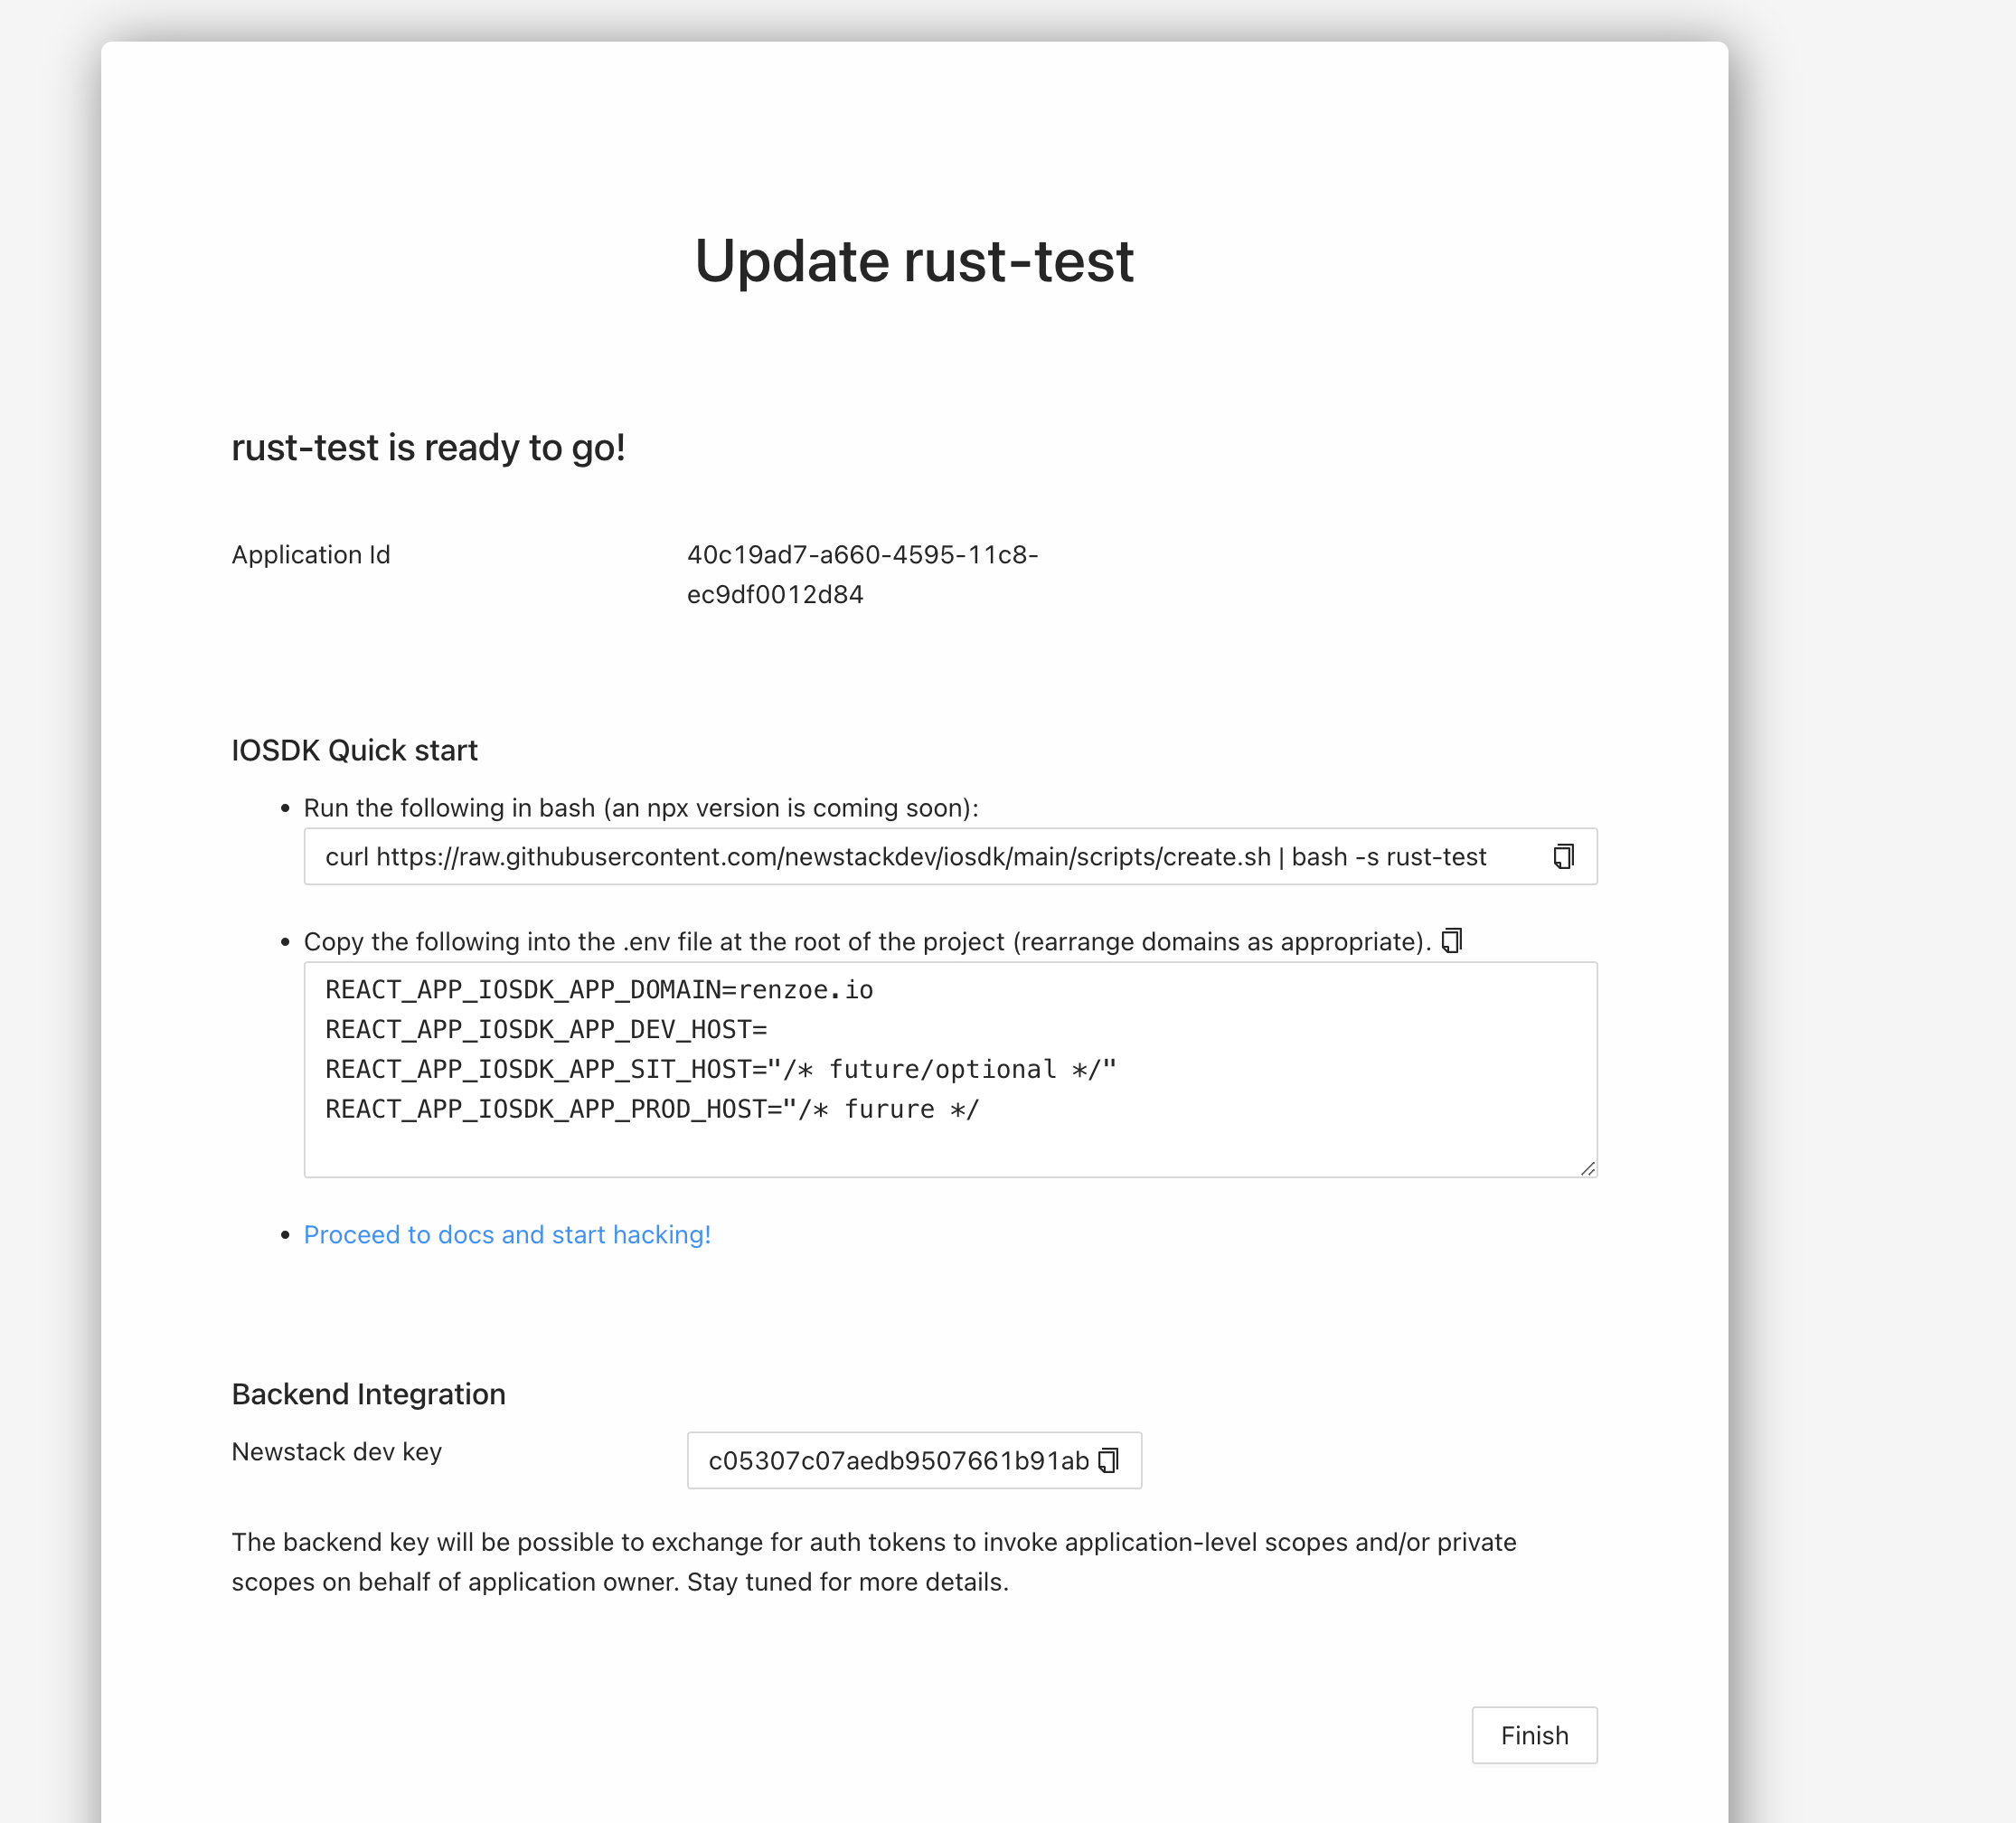 Update rust-test
rust-test is ready to go!
Application Id
40c19ad7-a660-4595-11c8-
ec9df0012d84
IOSDK Quick start
Run the following in bash (an npx version is coming soon):
curl https://raw.githubusercontent.com/newstackdev/iosdk/main/scripts/create.sh | bash -s rust-test
Copy the following into the .env file at the root of the project (rearrange domains as appropriate).
REACT_APP_IOSDK_APP_DOMAIN=renzoe.io
REACT_APP_IOSDK_APP_DEV_HOST=
REACT_APP_IOSDK_APP_SIT_HOST="/* future/optional */"
REACT_APP_IOSDK_APP_PROD_HOST="/* furure */
Proceed to docs and start hacking!
Backend Integration
Newstack dev key
c05307c07aedb9507661b91ab
The backend key will be possible to exchange for auth tokens to invoke application-level scopes and/or private
scopes on behalf of application owner. Stay tuned for more details.
Finish